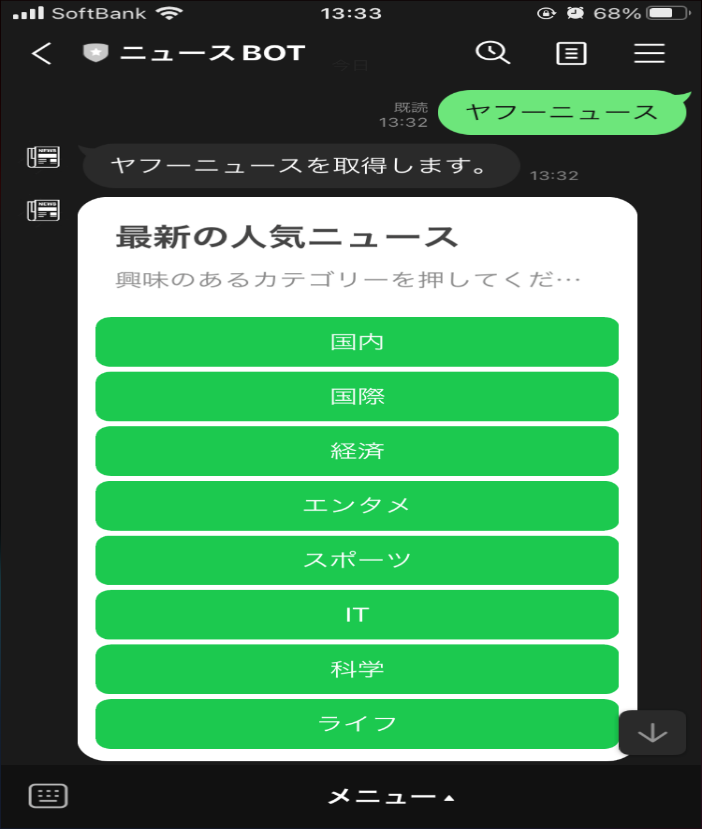 SoftBank 13:33 68%
ニュースBOT
今日
既読
13:32
ヤフーニュース
NEWS
ヤフーニュースを取得します。
13:32
NEWS
最新の人気ニュース
興味のあるカテゴリーを押してくだ…
国内
国際
経済
エンタメ
スポーツ
IT
科学
ライフ
メニュー